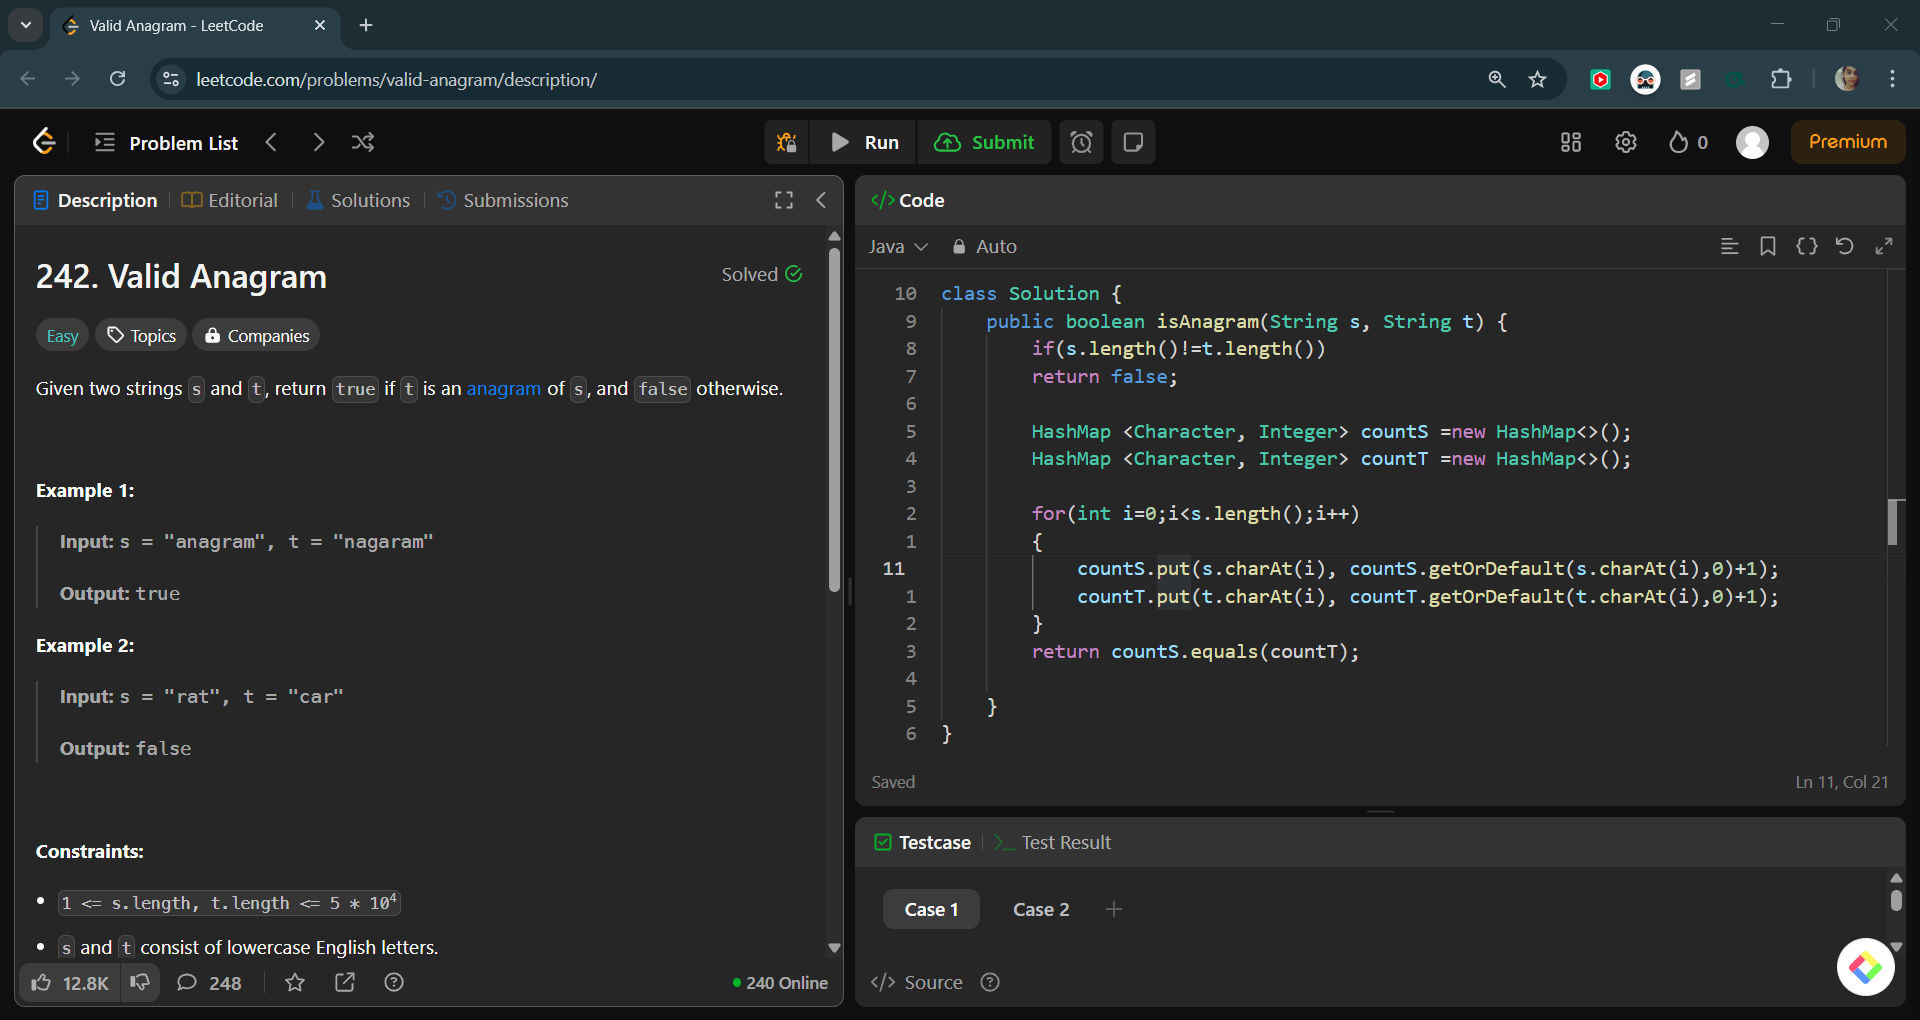 Valid Anagram - LeetCode
leetcode.com/problems/valid-anagram/description/
Problem List
Run
Submit
0
Premium
Description
Editorial
Solutions
Submissions
242. Valid Anagram
Solved
Easy
Topics
Companies
Given two strings s and t, return true if t is an anagram of s, and false otherwise.
Example 1:
Input: s = "anagram", t = "nagaram"
Output: true
Example 2:
Input: s = "rat", t = "car"
Output: false
Constraints:
• 1 <= s.length, t.length <= 5 * 10⁴
• s and t consist of lowercase English letters.
12.8K
248
240 Online
</> Code
Java
Auto
10 class Solution {
9 public boolean isAnagram(String s, String t) {
8 if(s.length()!=t.length())
7 return false;
6
5 HashMap <Character, Integer> countS =new HashMap<>();
4 HashMap <Character, Integer> countT =new HashMap<>();
3
2 for(int i=0;i<s.length();i++)
1 {
11 countS.put(s.charAt(i), countS.getOrDefault(s.charAt(i),0)+1);
1 countT.put(t.charAt(i), countT.getOrDefault(t.charAt(i),0)+1);
2 }
3 return countS.equals(countT);
4
5 }
6 }
Saved
Ln 11, Col 21
Testcase
Test Result
Case 1
Case 2
</> Source